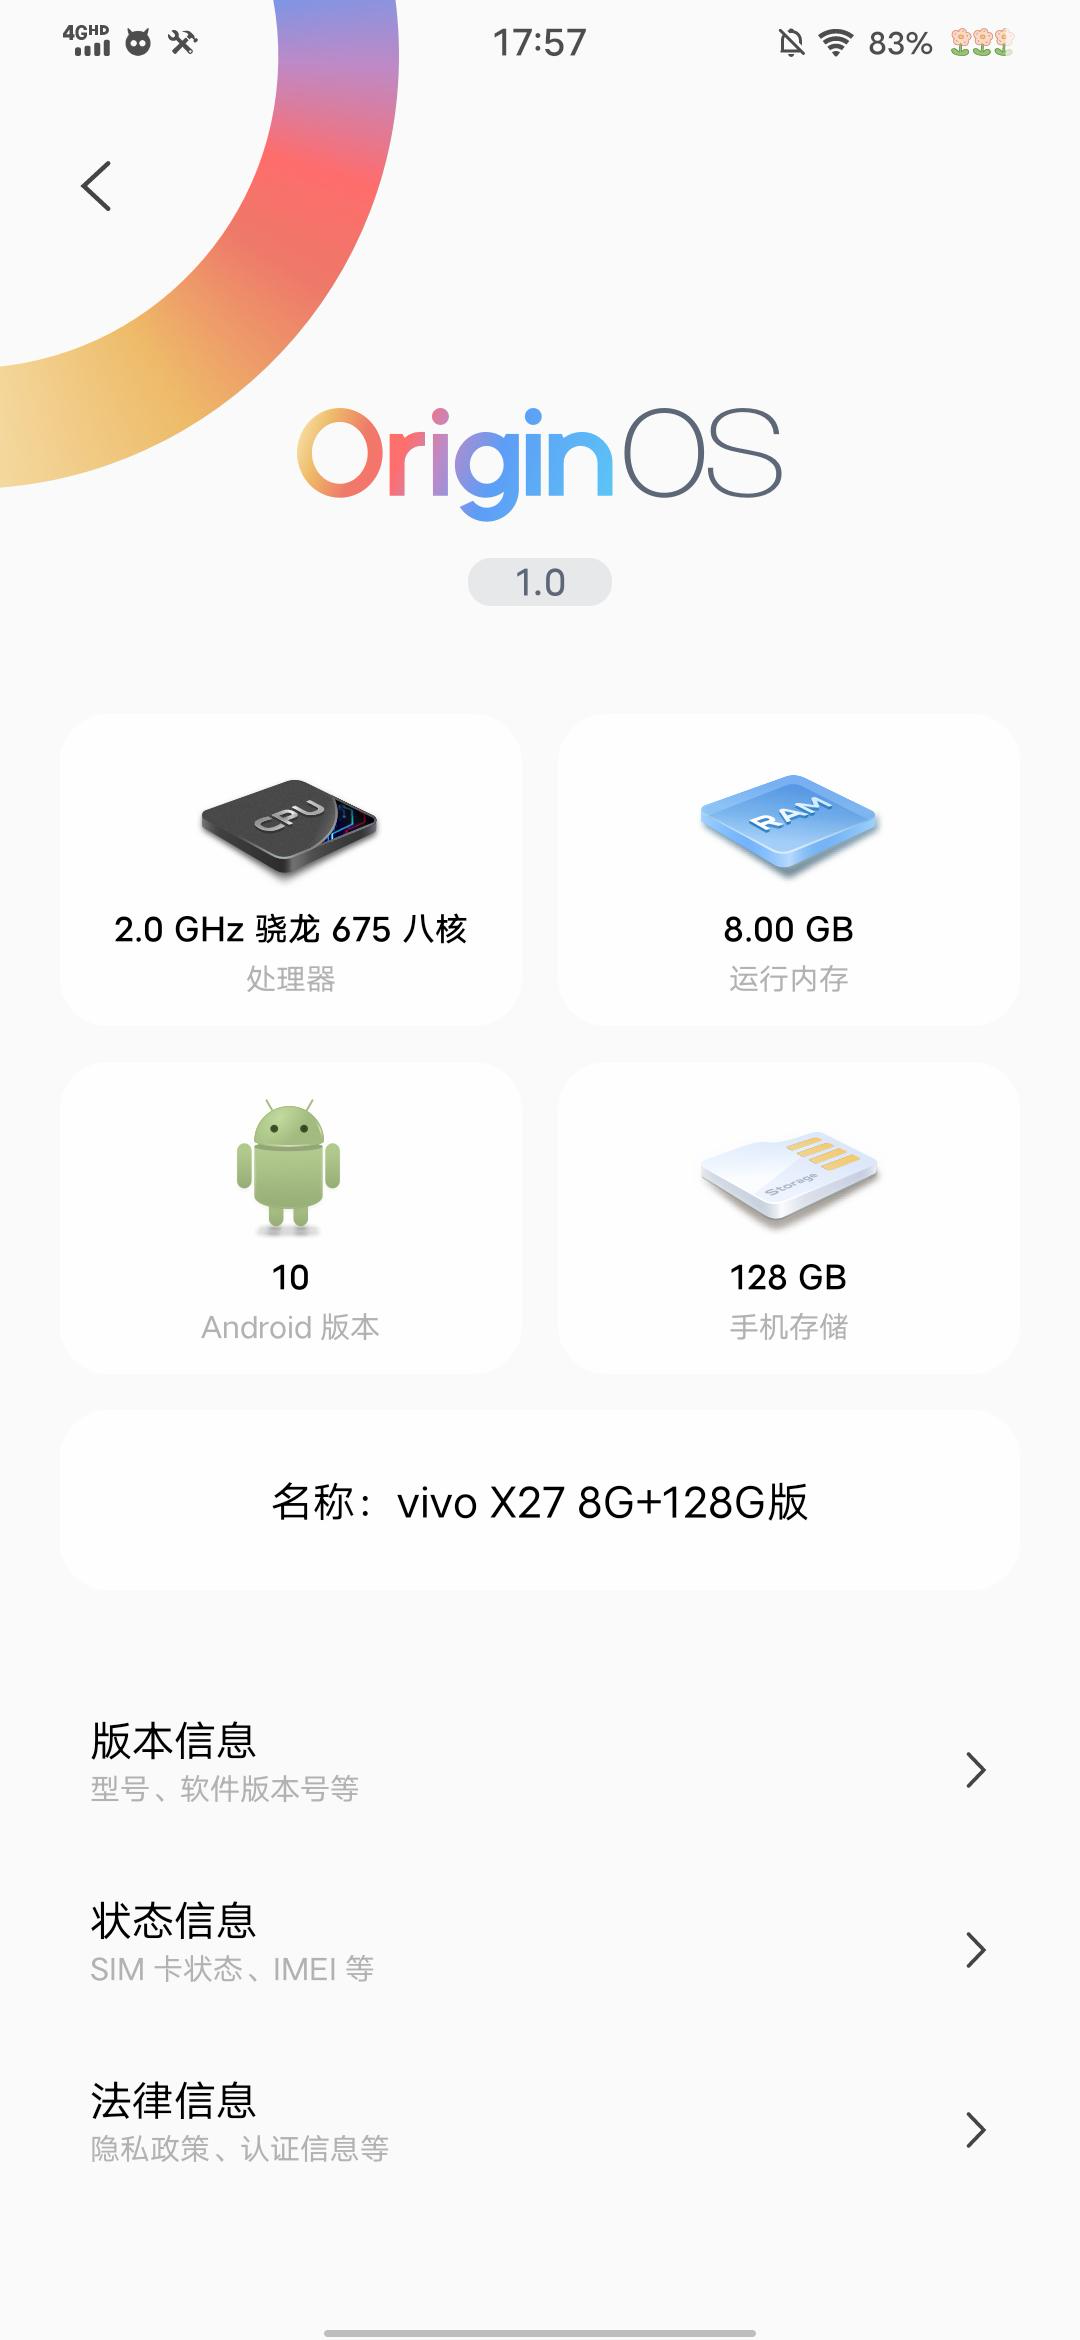 4GHD 17:57 83%
OriginOS
1.0
CPU
RAM
2.0 GHz 骁龙 675 八核
处理器
8.00 GB
运行内存
Storage
10
Android 版本
128 GB
手机存储
名称：vivo X27 8G+128G版
版本信息
型号、软件版本号等
状态信息
SIM 卡状态、IMEI 等
法律信息
隐私政策、认证信息等